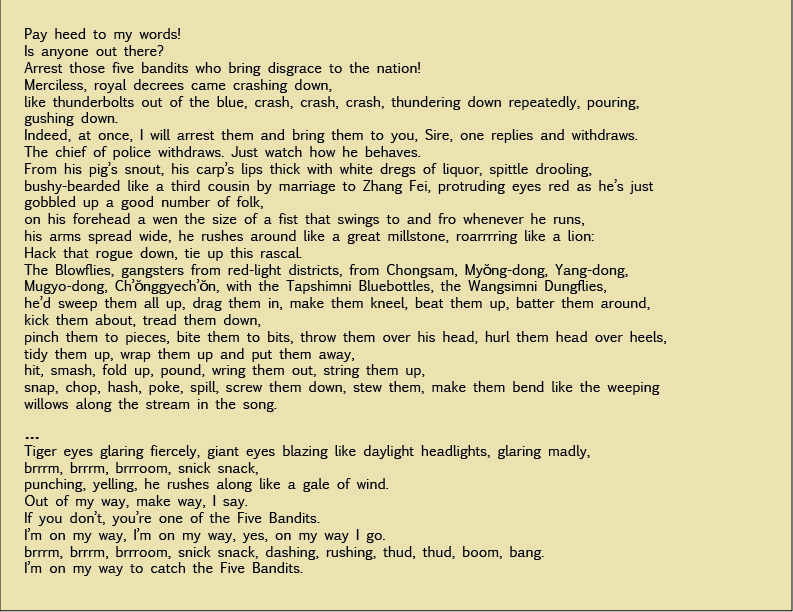 Pay heed to my words!
Is anyone out there?
Arrest those five bandits who bring disgrace to the nation!
Merciless, royal decrees came crashing down,
like thunderbolts out of the blue, crash, crash, crash, thundering down repeatedly, pouring,
gushing down.
Indeed, at once, I will arrest them and bring them to you, Sire, one replies and withdraws.
The chief of police withdraws. Just watch how he behaves.
From his pig's snout, his carp's lips thick with white dregs of liquor, spittle drooling,
bushy-bearded like a third cousin by marriage to Zhang Fei, protruding eyes red as he's just
gobbled up a good number of folk,
on his forehead a wen the size of a fist that swings to and fro whenever he runs,
his arms spread wide, he rushes around like a great millstone, roarrrring like a lion:
Hack that rogue down, tie up this rascal.
The Blowflies, gangsters from red-light districts, from Chongsam, Myŏng-dong, Yang-dong,
Mugyo-dong, Ch'ŏnggyech'ŏn, with the Tapshimni Bluebottles, the Wangsimni Dungflies,
he'd sweep them all up, drag them in, make them kneel, beat them up, batter them around,
kick them about, tread them down,
pinch them to pieces, bite them to bits, throw them over his head, hurl them head over heels,
tidy them up, wrap them up and put them away,
hit, smash, fold up, pound, wring them out, string them up,
snap, chop, hash, poke, spill, screw them down, stew them, make them bend like the weeping
willows along the stream in the song.
...
Tiger eyes glaring fiercely, giant eyes blazing like daylight headlights, glaring madly,
brrrm, brrrm, brrroom, snick snack,
punching, yelling, he rushes along like a gale of wind.
Out of my way, make way, I say.
If you don't, you're one of the Five Bandits.
I'm on my way, I'm on my way, yes, on my way I go.
brrrm, brrrm, brrroom, snick snack, dashing, rushing, thud, thud, boom, bang.
I'm on my way to catch the Five Bandits.